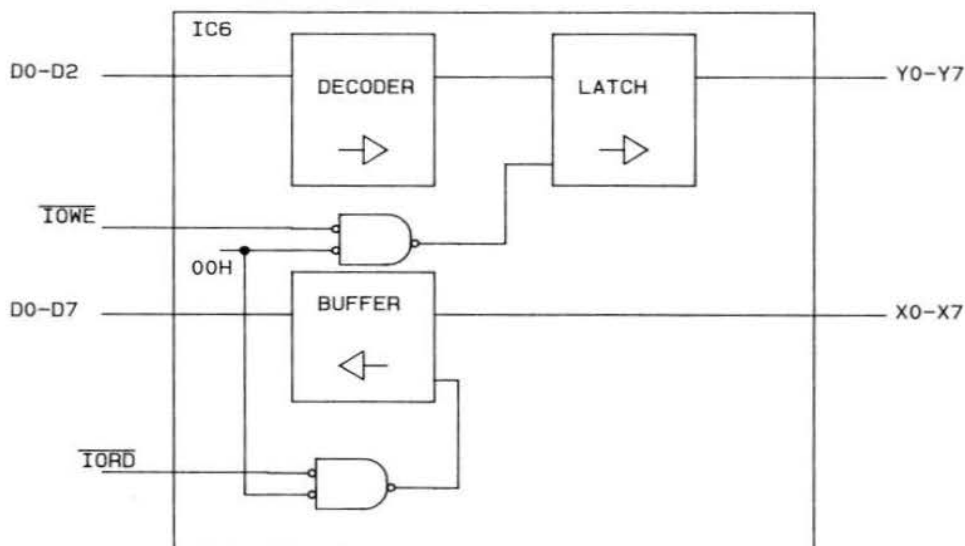 IC6
D0-D2
DECODER
LATCH
Y0-Y7
IOWE
00H
D0-D7
BUFFER
X0-X7
IORD